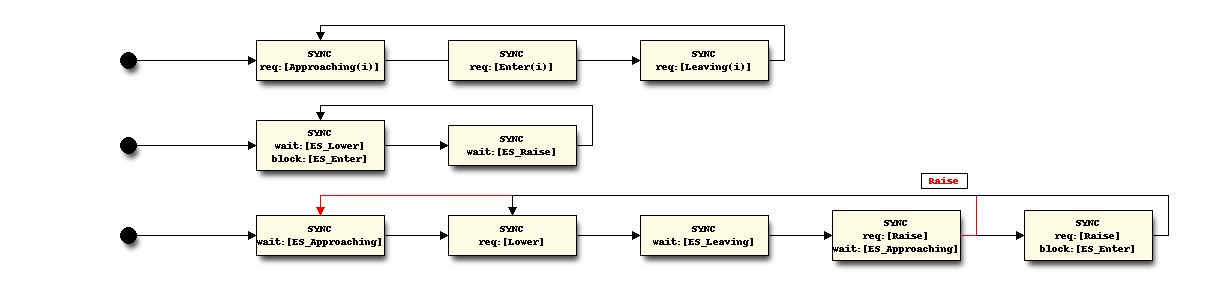 SYNC
req:[Approaching(i)]
SYNC
req:[Enter(i)]
SYNC
req:[Leaving(i)]
SYNC
wait:[ES_Lower]
block:[ES_Enter]
SYNC
wait:[ES_Raise]
Raise
SYNC
wait:[ES_Approaching]
SYNC
req:[Lower]
SYNC
wait:[ES_Leaving]
SYNC
req:[Raise]
wait:[ES_Approaching]
SYNC
req:[Raise]
block:[ES_Enter]